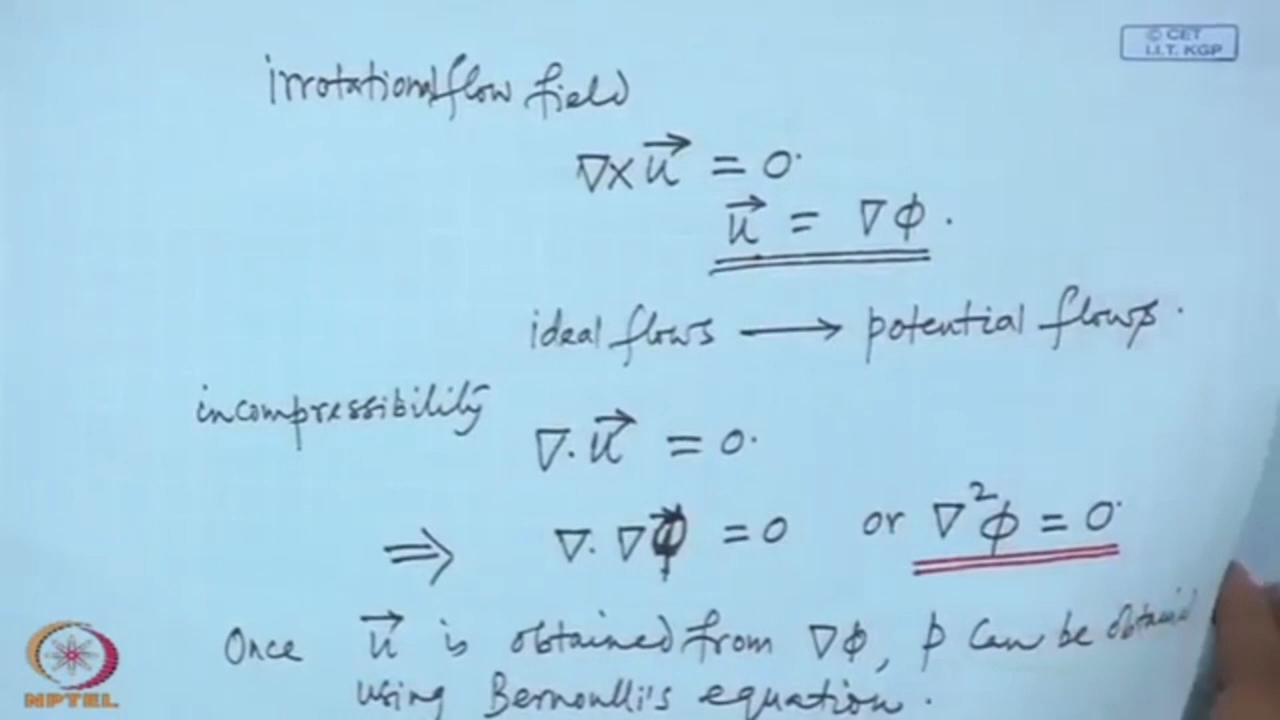 © CET
I.I.T. KGP
irrotational flow field
∇×u⃗ = 0.
u⃗ = ∇ϕ.
ideal flows ⟶ potential flows.
incompressibility
∇.u⃗ = 0.
⇒ ∇.∇ϕ = 0 or ∇²ϕ = 0.
Once u⃗ is obtained from ∇ϕ, p can be obtained
using Bernoulli's equation.
NPTEL